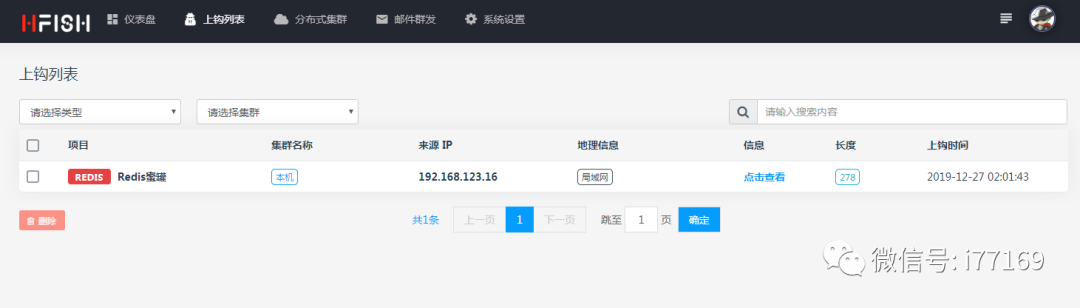 HFISH 仪表盘 上钩列表 分布式集群 邮件群发 系统设置
上钩列表
请选择类型 请选择集群 请输入搜索内容
项目 集群名称 来源 IP 地理信息 信息 长度 上钩时间
REDIS Redis蜜罐 本机 192.168.123.16 局域网 点击查看 278 2019-12-27 02:01:43
删除 共1条 上一页 1 下一页 跳至 1 页 确定
微信号: i77169